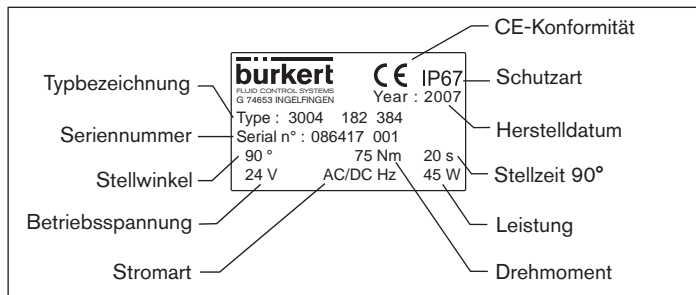 CE-Konformität
bürkert
FLUID CONTROL SYSTEMS
G 74653 INGELFINGEN
CE IP67
Year : 2007
Type : 3004 182 384
Serial n° : 086417 001
90 ° 75 Nm 20 s
24 V AC/DC Hz 45 W
Typbezeichnung
Seriennummer
Stellwinkel
Betriebsspannung
Stromart
Schutzart
Herstelldatum
Stellzeit 90°
Leistung
Drehmoment